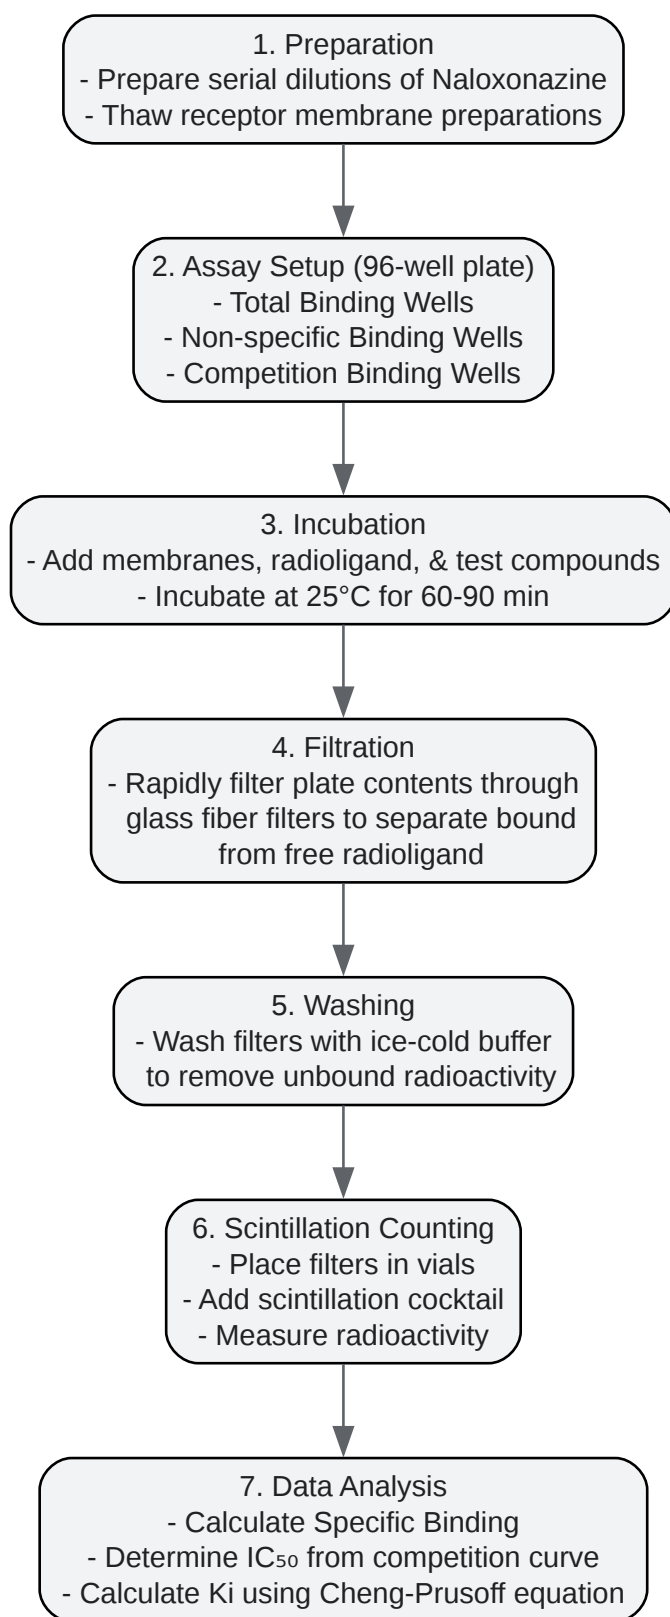 1. Preparation
- Prepare serial dilutions of Naloxonazine
- Thaw receptor membrane preparations
2. Assay Setup (96-well plate)
- Total Binding Wells
- Non-specific Binding Wells
- Competition Binding Wells
3. Incubation
- Add membranes, radioligand, & test compounds
- Incubate at 25°C for 60-90 min
4. Filtration
- Rapidly filter plate contents through
glass fiber filters to separate bound
from free radioligand
5. Washing
- Wash filters with ice-cold buffer
to remove unbound radioactivity
6. Scintillation Counting
- Place filters in vials
- Add scintillation cocktail
- Measure radioactivity
7. Data Analysis
- Calculate Specific Binding
- Determine IC₅₀ from competition curve
- Calculate Ki using Cheng-Prusoff equation